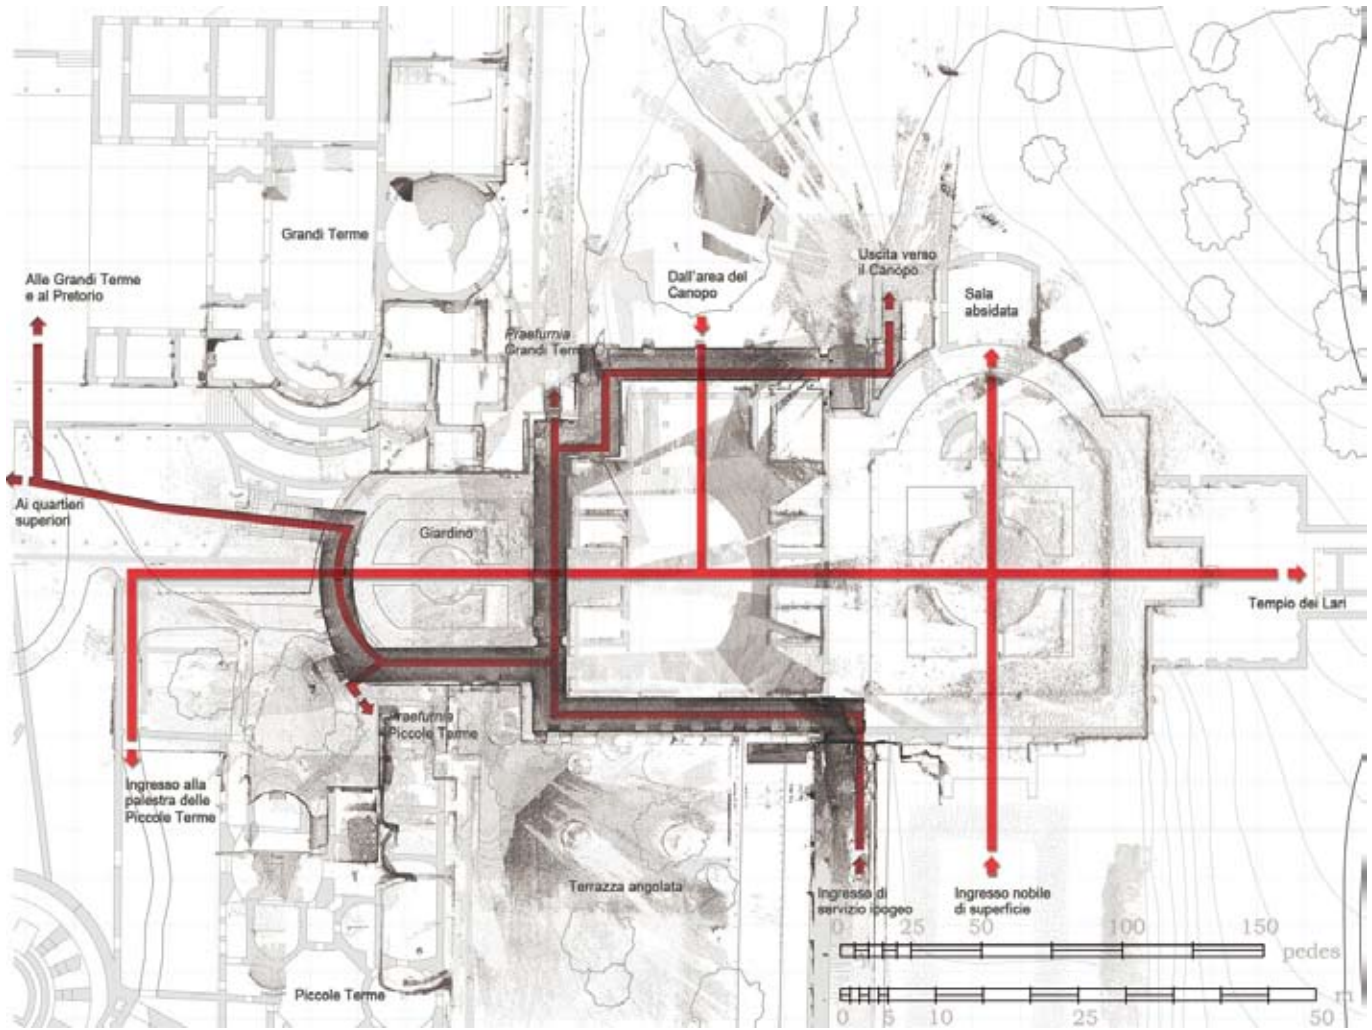 Grandi Terme
Alle Grandi Terme
e al Pretorio
Dall'area del
Canopo
Uscita verso
il Canopo
Sala
absidata
Praefurnia
Grandi Term
Ai quartieri
superiori
Giardino
Tempio dei Lari
Praefurnia
Piccole Terme
Ingresso alla
palestra delle
Piccole Terme
Terrazza angolata
Ingresso di
servizio ipogeo
Ingresso nobile
di superficie
0 25 50 100 150
pedes
Piccole Terme
m
0 5 10 25 50